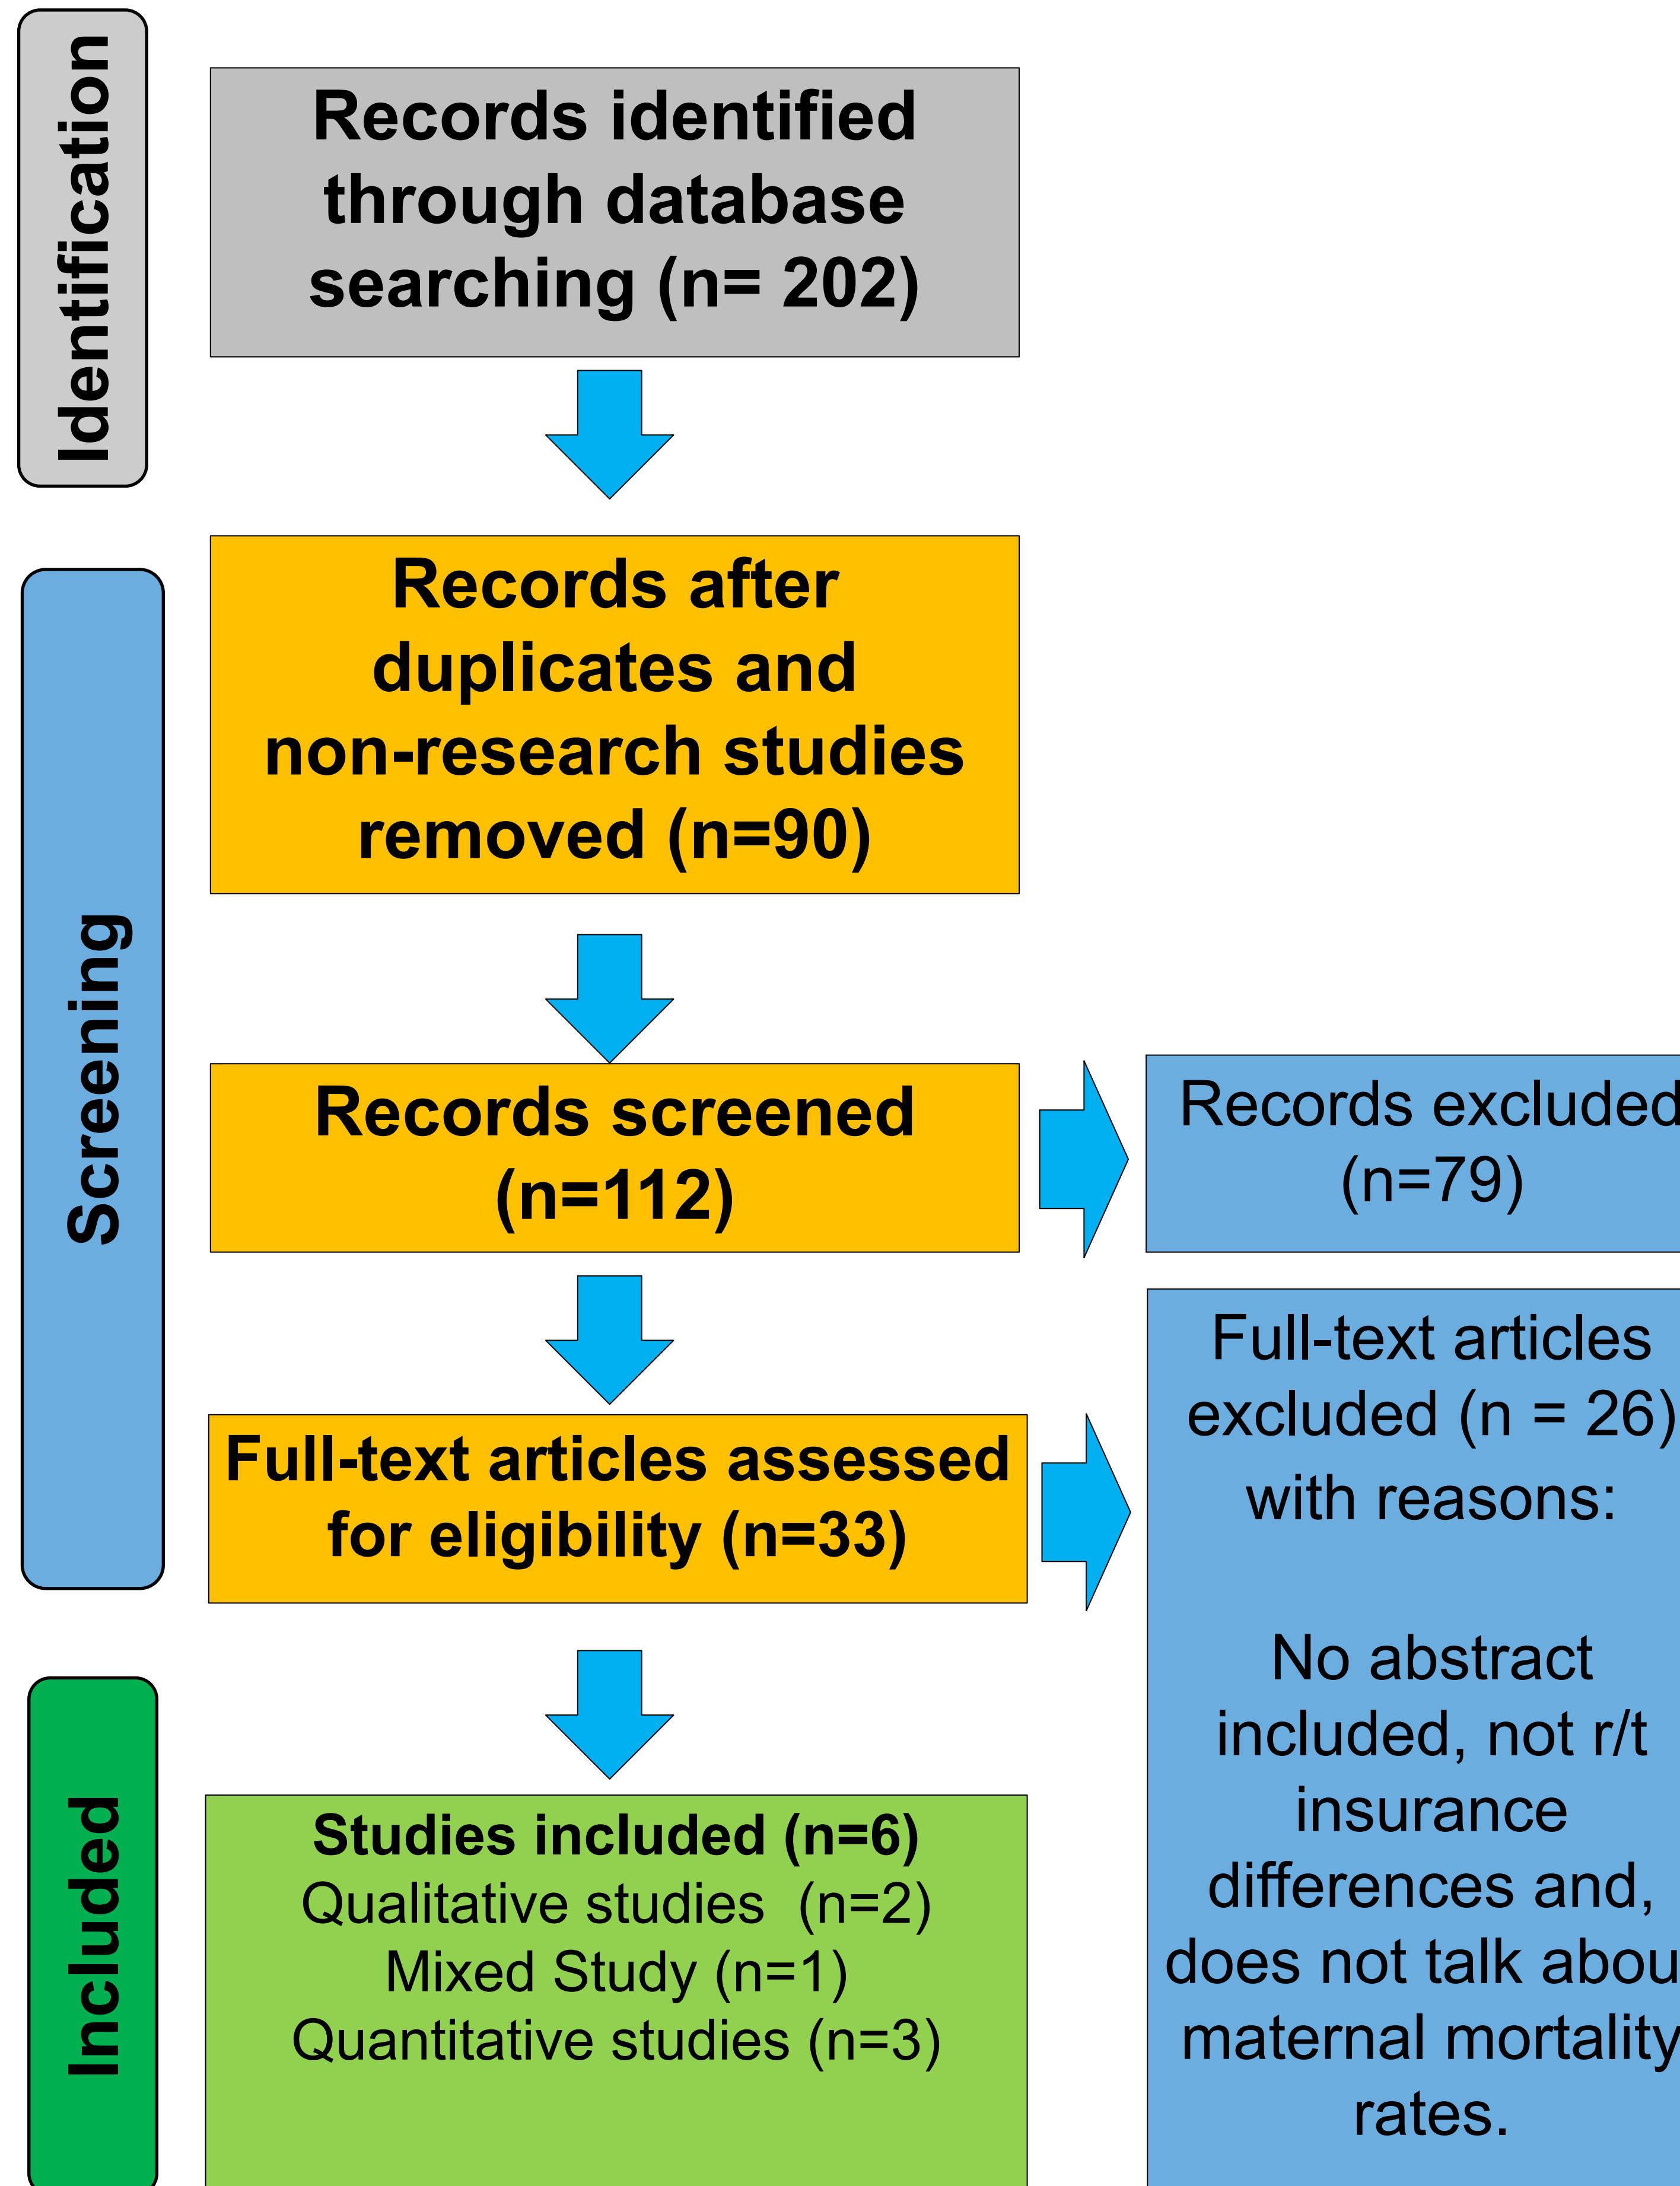 Identification
Records identified
through database
searching (n= 202)
Screening
Records after
duplicates and
non-research studies
removed (n=90)
Records screened
(n=112)
Records excluded
(n=79)
Full-text articles assessed
for eligibility (n=33)
Full-text articles
excluded (n = 26)
with reasons:
No abstract
included, not r/t
insurance
differences and,
does not talk abou
maternal mortality
rates.
Included
Studies included (n=6)
Qualitative studies  (n=2)
Mixed Study (n=1)
Quantitative studies (n=3)